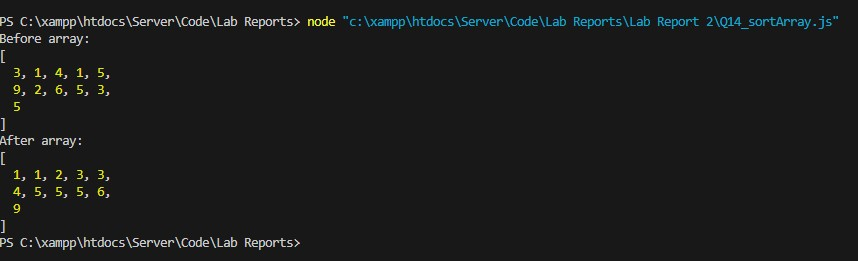 PS C:\xampp\htdocs\Server\Code\Lab Reports> node "c:\xampp\htdocs\Server\Code\Lab Reports\Lab Report 2\Q14_sortArray.js"
Before array:
[
  3, 1, 4, 1, 5,
  9, 2, 6, 5, 3,
  5
]
After array:
[
  1, 1, 2, 3, 3,
  4, 5, 5, 5, 6,
  9
]
PS C:\xampp\htdocs\Server\Code\Lab Reports>